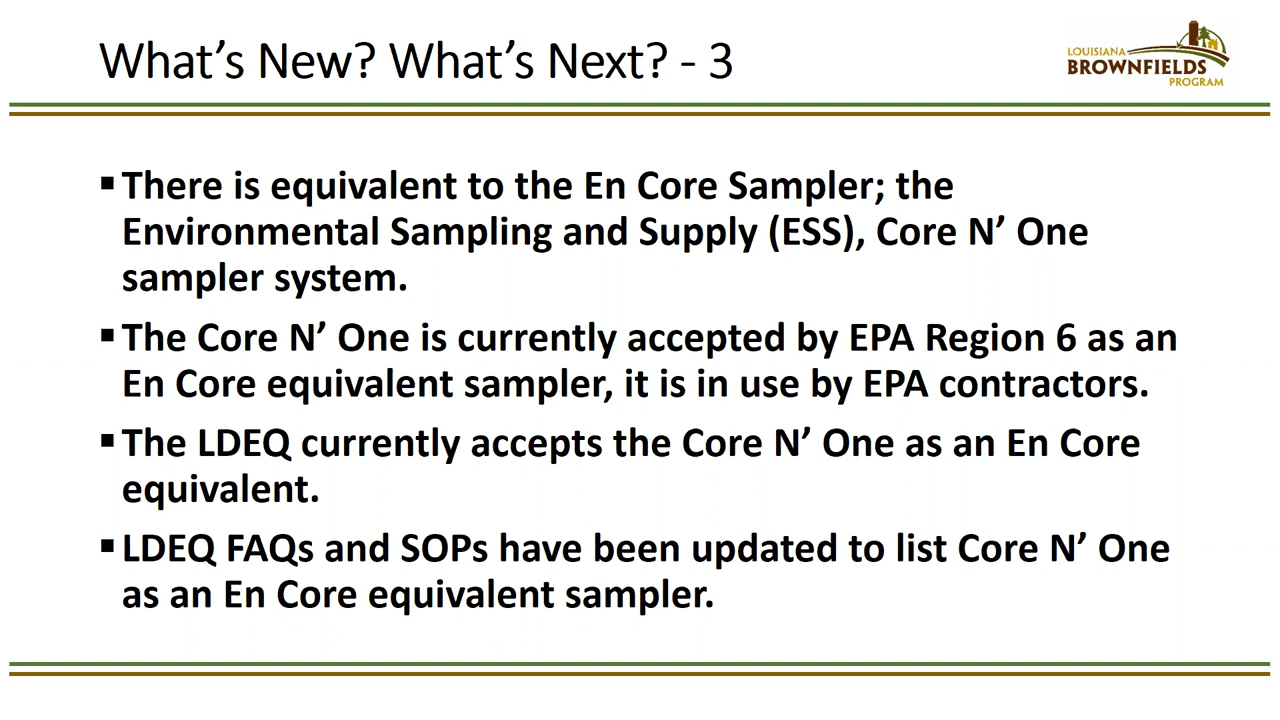 What’s New? What’s Next? - 3
LOUISIANA
BROWNFIELDS
PROGRAM
▪ There is equivalent to the En Core Sampler; the
Environmental Sampling and Supply (ESS), Core N’ One
sampler system.
▪ The Core N’ One is currently accepted by EPA Region 6 as an
En Core equivalent sampler, it is in use by EPA contractors.
▪ The LDEQ currently accepts the Core N’ One as an En Core
equivalent.
▪ LDEQ FAQs and SOPs have been updated to list Core N’ One
as an En Core equivalent sampler.